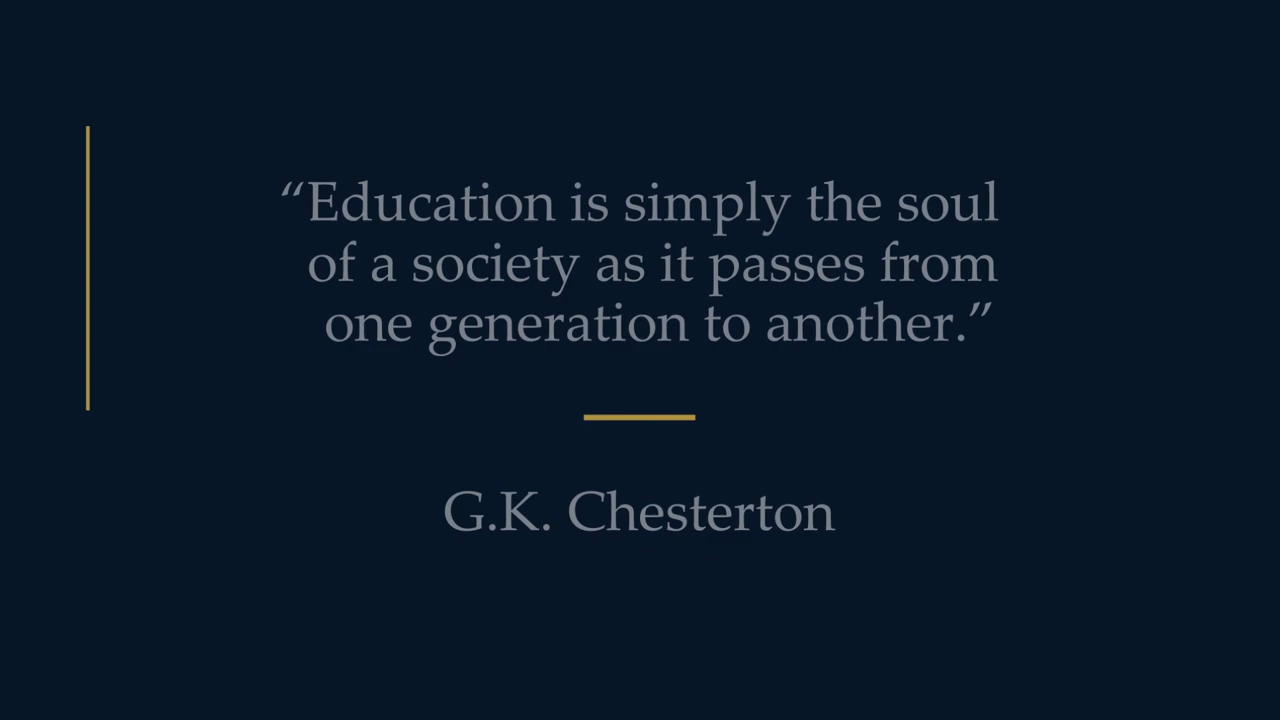 “Education is simply the soul
of a society as it passes from
one generation to another.”
G.K. Chesterton